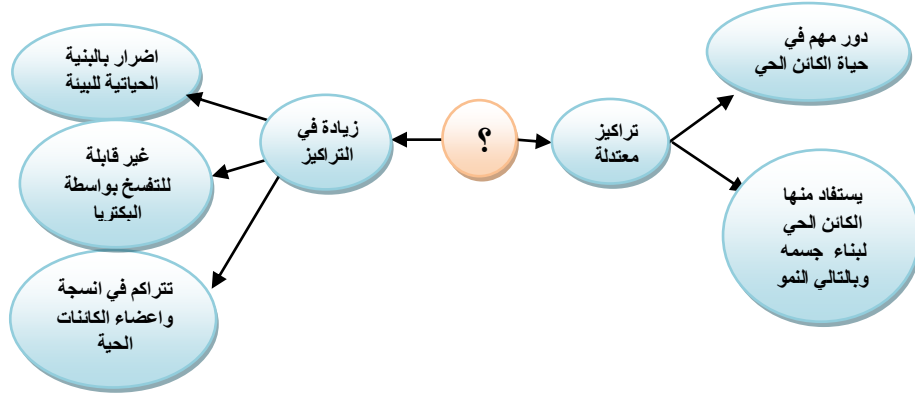 دور مهم في
حياة الكائن الحي
تراكيز
معتدلة
يستفاد منها
الكائن الحي
لبناء جسمه
وبالتالي النمو
؟
زيادة في
التراكيز
اضرار بالبنية
الحياتية للبيئة
غير قابلة
للتفسخ بواسطة
البكتريا
تتراكم في انسجة
واعضاء الكائنات
الحية